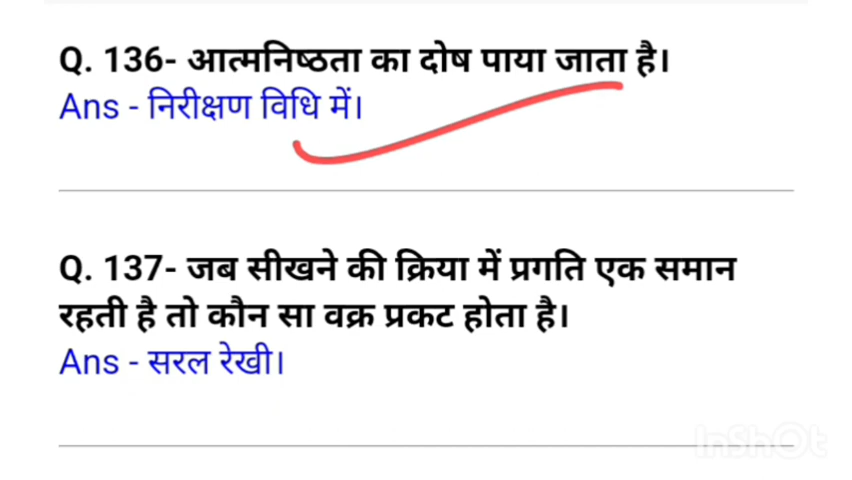 Q. 136- आत्मनिष्ठता का दोष पाया जाता है।
Ans - निरीक्षण विधि में।
Q. 137- जब सीखने की क्रिया में प्रगति एक समान
रहती है तो कौन सा वक्र प्रकट होता है।
Ans - सरल रेखी।
InShOt